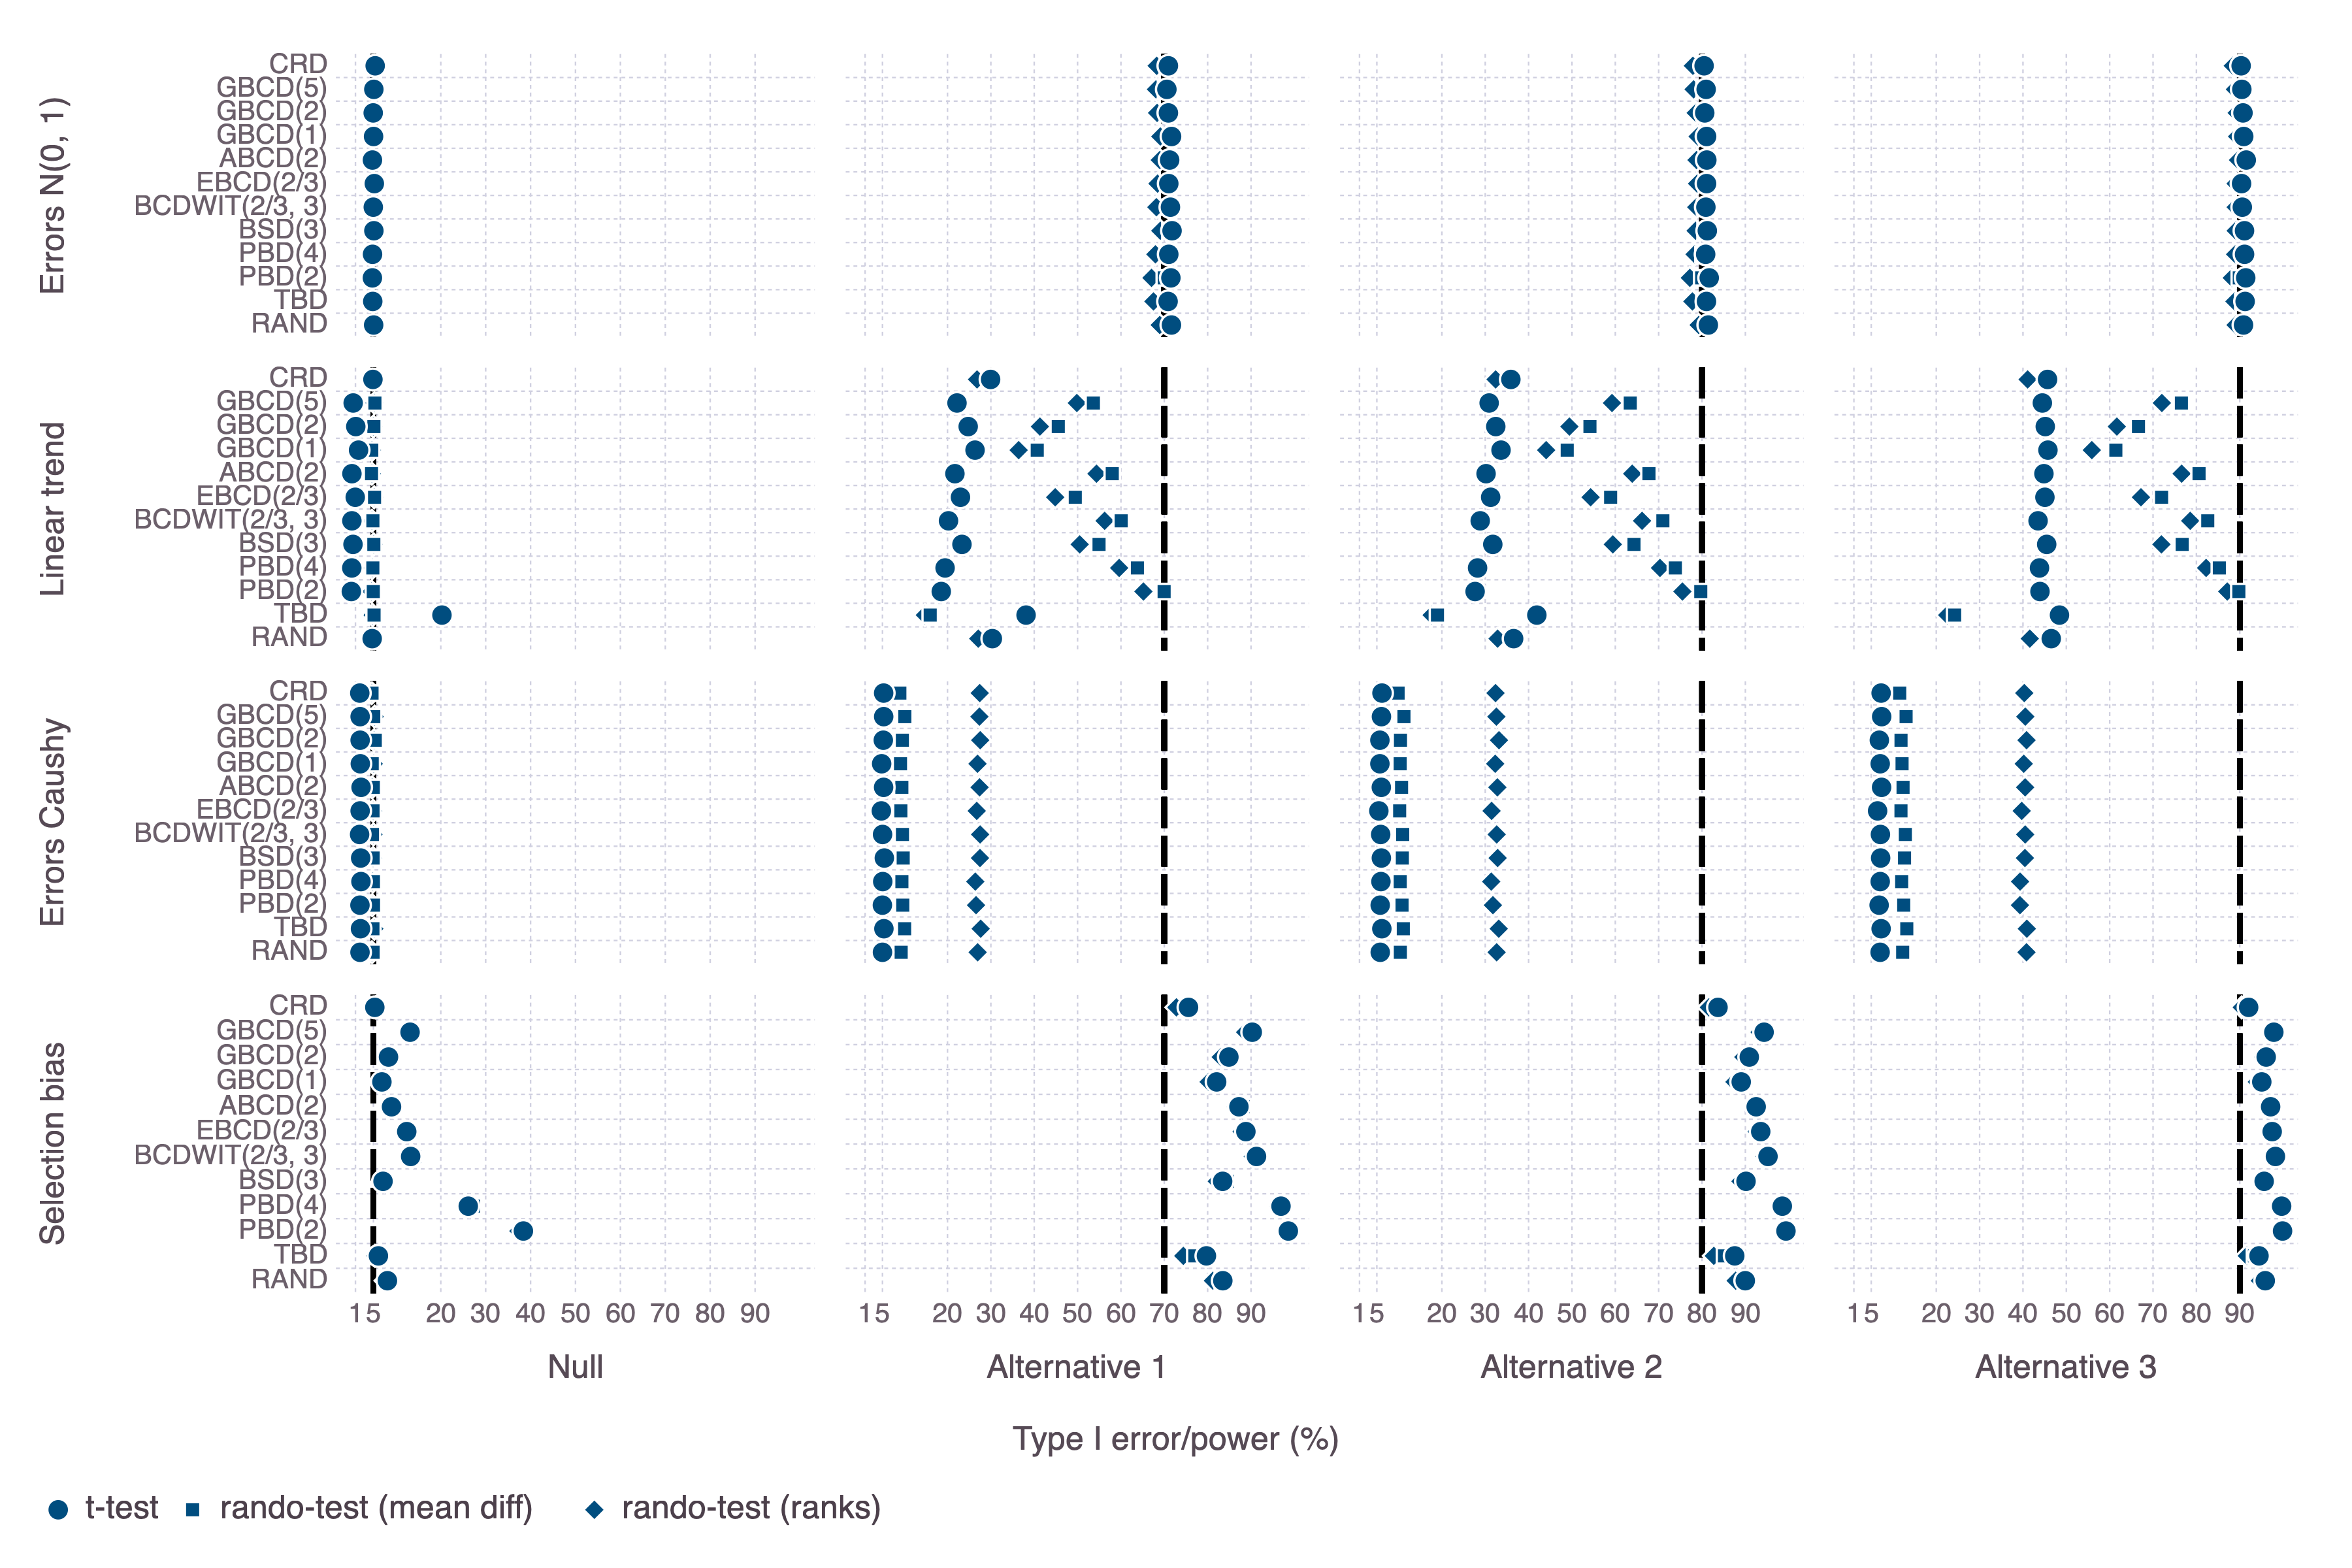 Errors N(0, 1)
CRD
GBCD(5)
GBCD(2)
GBCD(1)
ABCD(2)
EBCD(2/3)
BCDWIT(2/3, 3)
BSD(3)
PBD(4)
PBD(2)
TBD
RAND
Linear trend
CRD
GBCD(5)
GBCD(2)
GBCD(1)
ABCD(2)
EBCD(2/3)
BCDWIT(2/3, 3)
BSD(3)
PBD(4)
PBD(2)
TBD
RAND
Errors Caushy
CRD
GBCD(5)
GBCD(2)
GBCD(1)
ABCD(2)
EBCD(2/3)
BCDWIT(2/3, 3)
BSD(3)
PBD(4)
PBD(2)
TBD
RAND
Selection bias
CRD
GBCD(5)
GBCD(2)
GBCD(1)
ABCD(2)
EBCD(2/3)
BCDWIT(2/3, 3)
BSD(3)
PBD(4)
PBD(2)
TBD
RAND
1 5 20 30 40 50 60 70 80 90 1 5 20 30 40 50 60 70 80 90 1 5 20 30 40 50 60 70 80 90 1 5 20 30 40 50 60 70 80 90
Null Alternative 1 Alternative 2 Alternative 3
Type I error/power (%)
t-test rando-test (mean diff) rando-test (ranks)